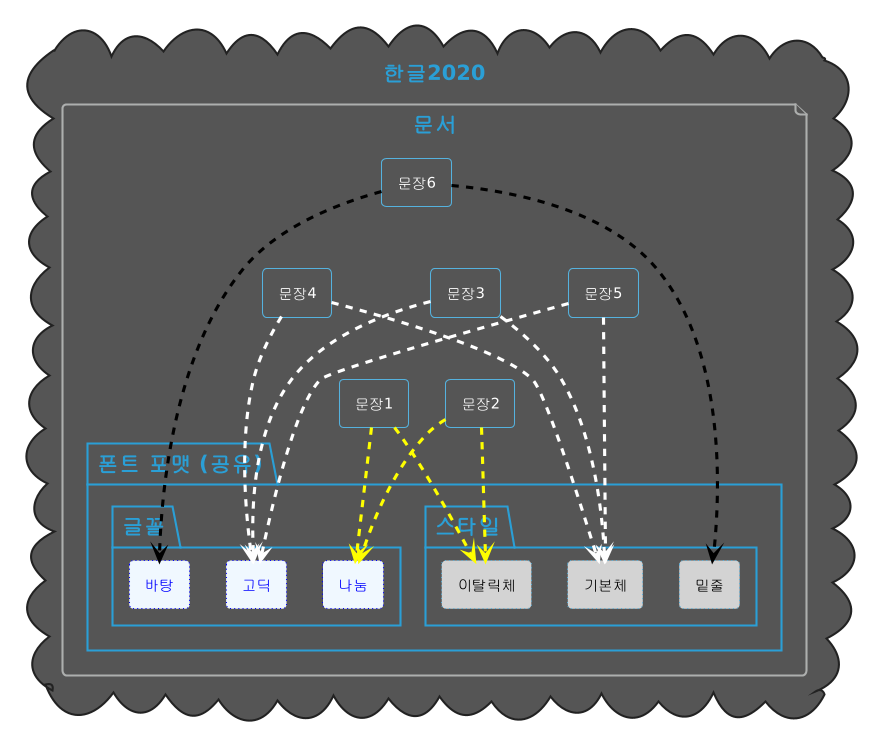 한글2020
문서
문장6
문장4
문장3
문장5
문장1
문장2
폰트 포맷 (공유)
글꼴
스타일
바탕
고딕
나눔
이탈릭체
기본체
밑줄